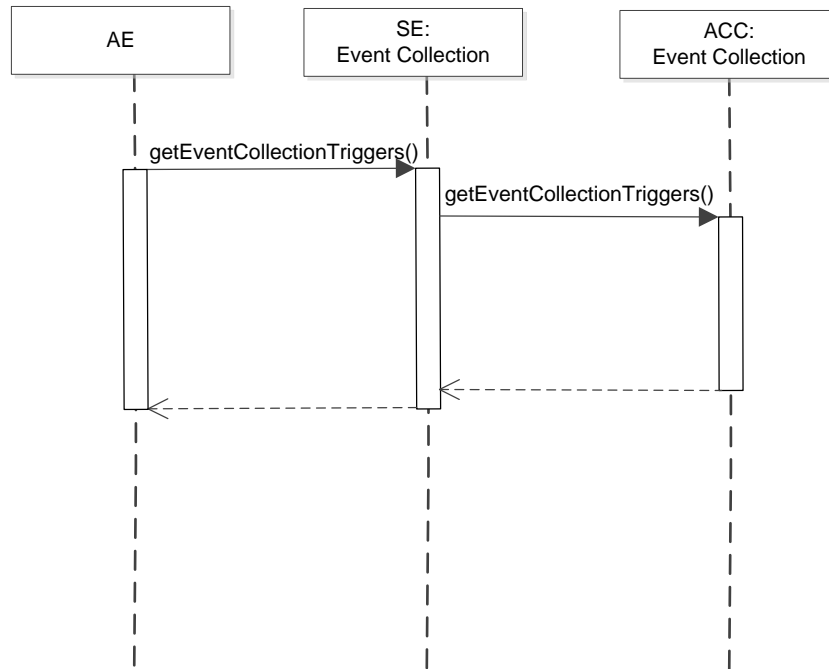 AE
SE:
Event Collection
ACC:
Event Collection
getEventCollectionTriggers()
getEventCollectionTriggers()